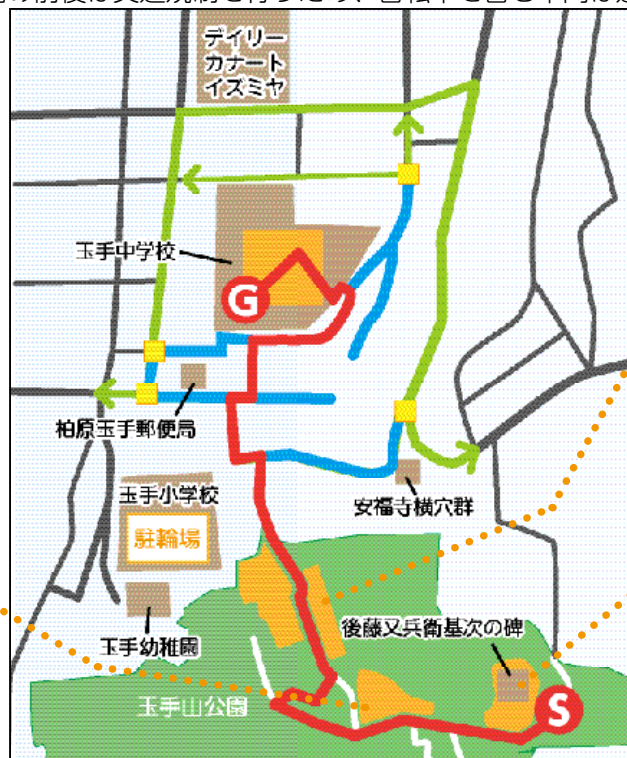 デイリー
カナート
イズミヤ
玉手中学校
G
柏原玉手郵便局
玉手小学校
駐輪場
安福寺横穴群
玉手幼稚園
後藤又兵衛基次の碑
玉手山公園
S